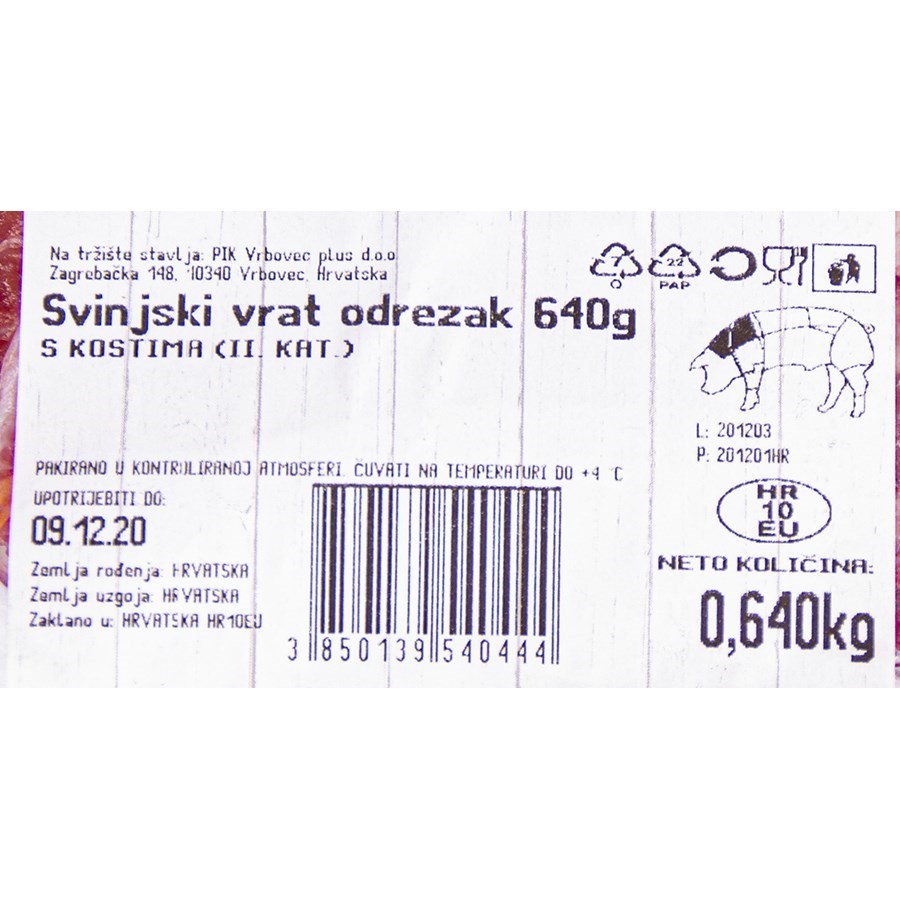 Na tržište stavlja: PIK Vrbovec plus d.o.o.
Zagrebačka 148, 10340 Vrbovec, Hrvatska
Svinjski vrat odrezak 640g
S KOSTIMA (II. KAT.)
7
O
22
PAP
L: 201203
P: 201201HR
PAKIRANO U KONTROLIRANOJ ATMOSFERI. ČUVATI NA TEMPERATURI DO +4 °C
UPOTRIJEBITI DO:
09.12.20
Zemlja rođenja: HRVATSKA
Zemlja uzgoja: HRVATSKA
Zaklano u: HRVATSKA HR10EU
3 850139 540444
HR
10
EU
NETO KOLIČINA:
0,640kg